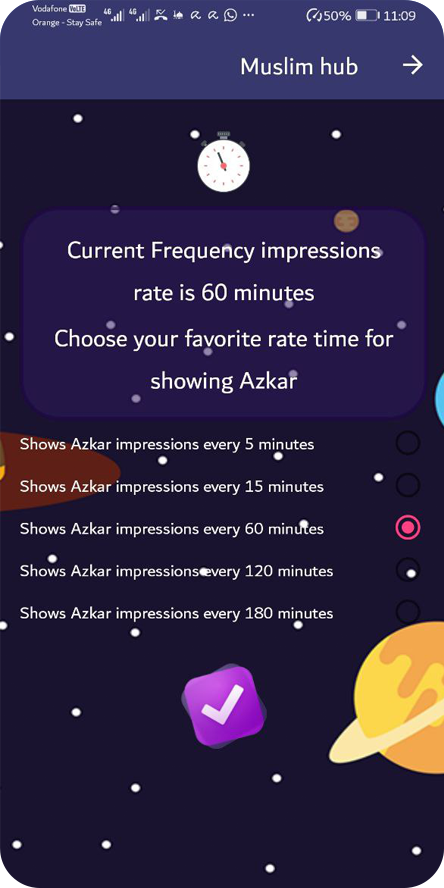 Vodafone VoLTE
Orange - Stay Safe
4G 4G 50% 11:09
Muslim hub
Current Frequency impressions
rate is 60 minutes
Choose your favorite rate time for
showing Azkar
Shows Azkar impressions every 5 minutes
Shows Azkar impressions every 15 minutes
Shows Azkar impressions every 60 minutes
Shows Azkar impressions every 120 minutes
Shows Azkar impressions every 180 minutes